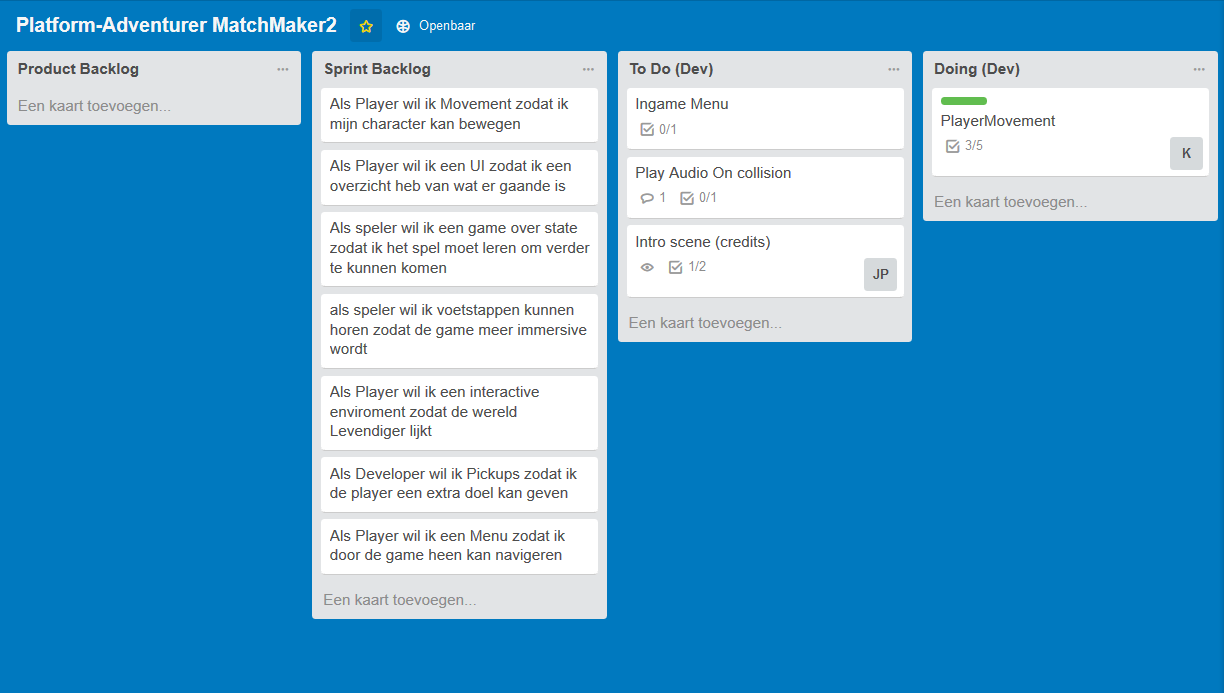 Platform-Adventurer MatchMaker2
Openbaar
Product Backlog
Een kaart toevoegen...
Sprint Backlog
Als Player wil ik Movement zodat ik
mijn character kan bewegen
Als Player wil ik een UI zodat ik een
overzicht heb van wat er gaande is
Als speler wil ik een game over state
zodat ik het spel moet leren om verder
te kunnen komen
als speler wil ik voetstappen kunnen
horen zodat de game meer immersive
wordt
Als Player wil ik een interactive
enviroment zodat de wereld
Levendiger lijkt
Als Developer wil ik Pickups zodat ik
de player een extra doel kan geven
Als Player wil ik een Menu zodat ik
door de game heen kan navigeren
Een kaart toevoegen...
To Do (Dev)
Ingame Menu
0/1
Play Audio On collision
1 0/1
Intro scene (credits)
1/2
JP
Een kaart toevoegen...
Doing (Dev)
PlayerMovement
3/5
K
Een kaart toevoegen...